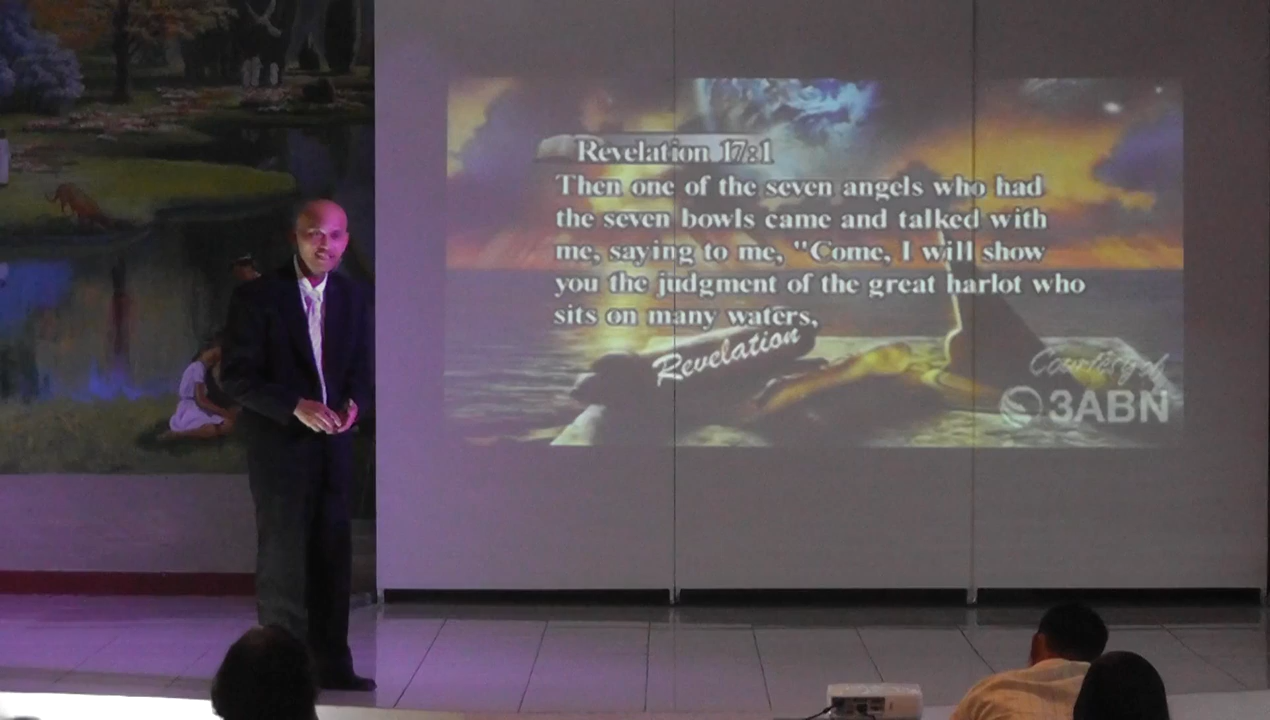 Revelation 17:1
Then one of the seven angels who had
the seven bowls came and talked with
me, saying to me, "Come, I will show
you the judgment of the great harlot who
sits on many waters,
Revelation
Courtesy of
3ABN